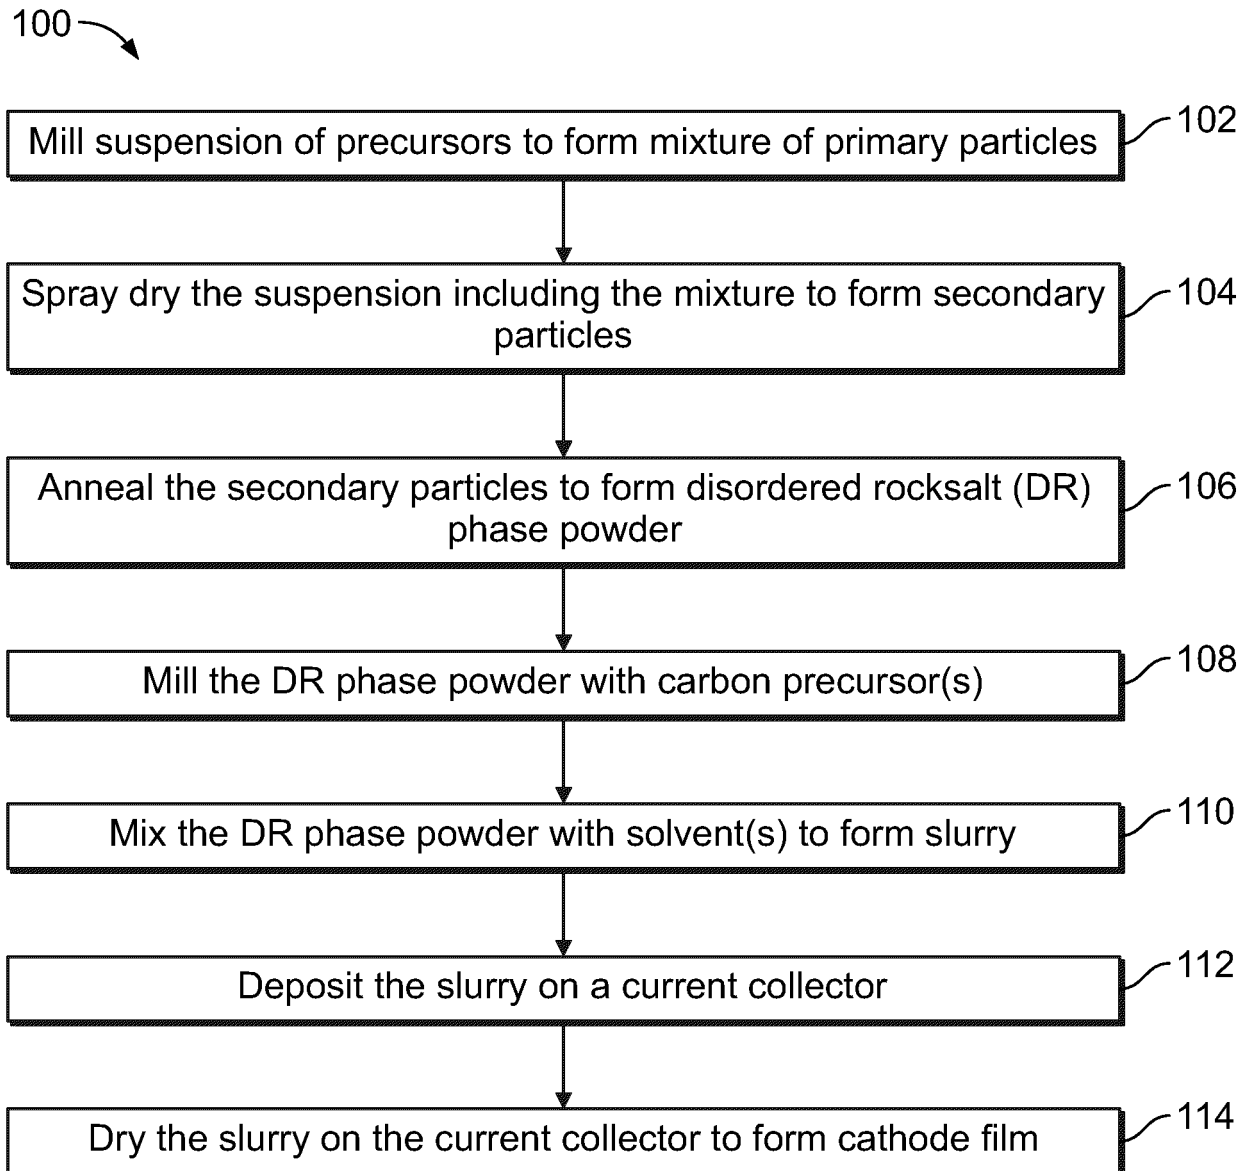 100
Mill suspension of precursors to form mixture of primary particles
102
Spray dry the suspension including the mixture to form secondary
particles
104
Anneal the secondary particles to form disordered rocksalt (DR)
phase powder
106
Mill the DR phase powder with carbon precursor(s)
108
Mix the DR phase powder with solvent(s) to form slurry
110
Deposit the slurry on a current collector
112
Dry the slurry on the current collector to form cathode film
114